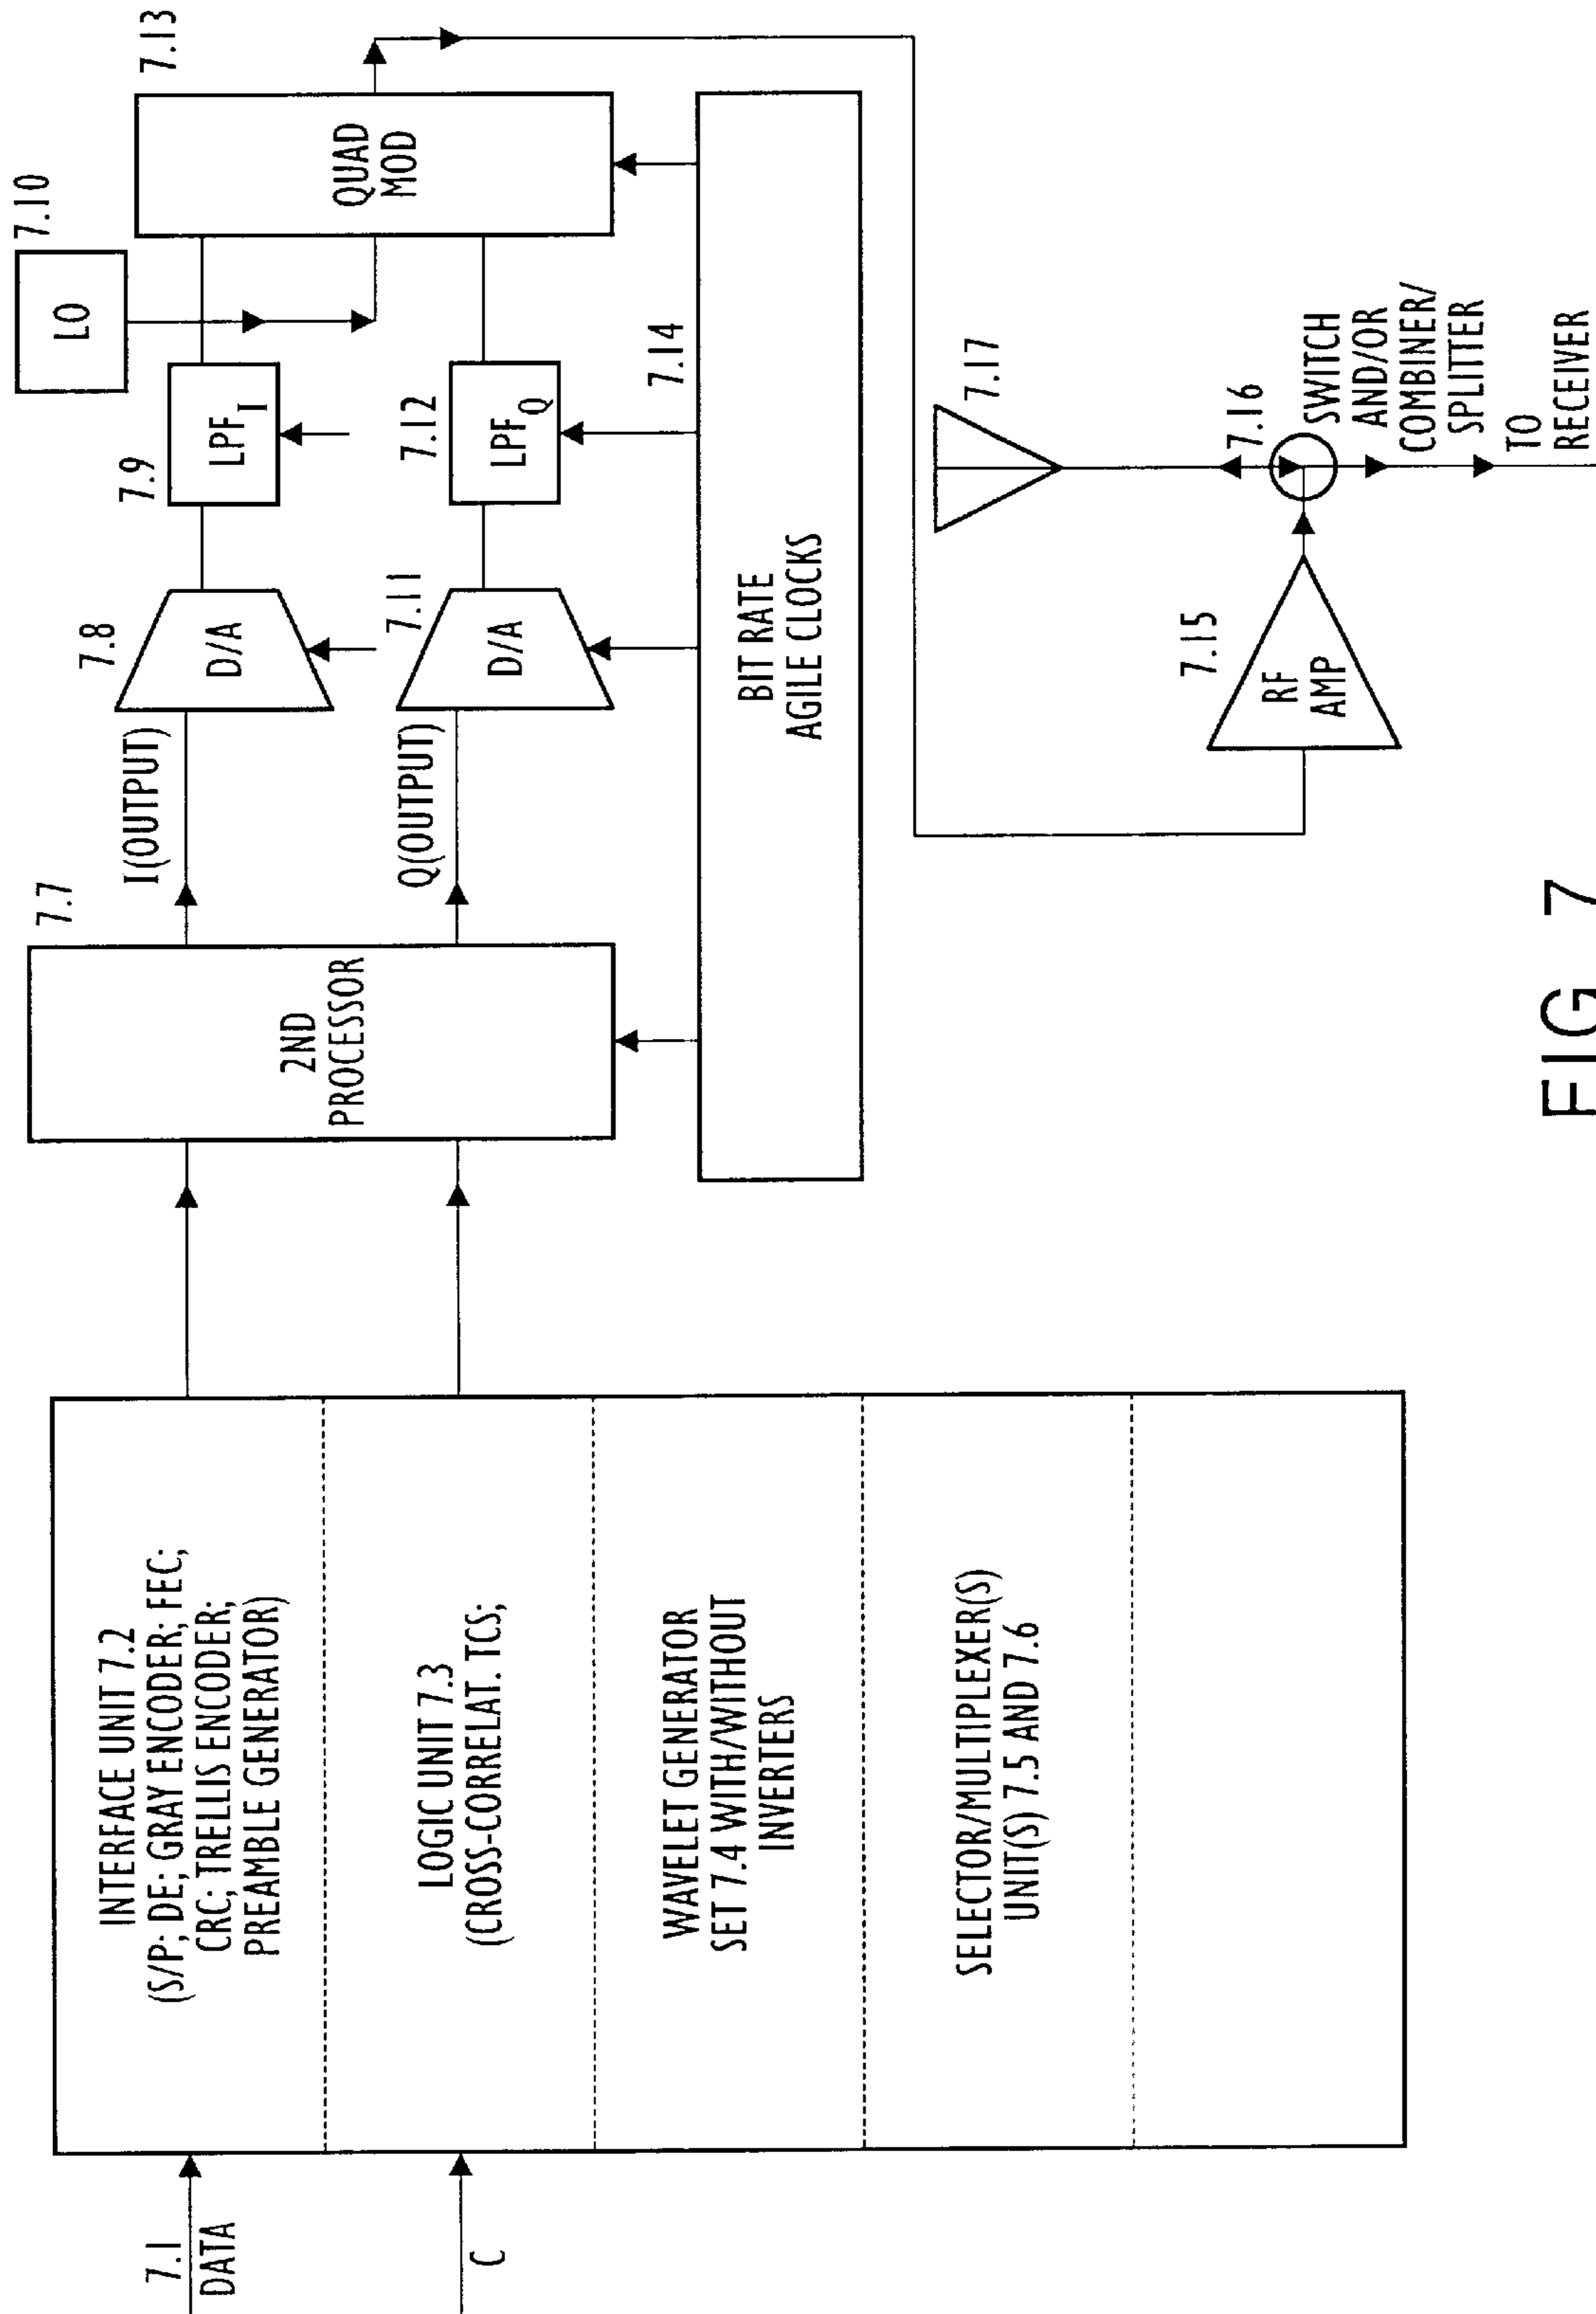 7.1
DATA
C
INTERFACE UNIT 7.2
(S/P; DE; GRAY ENCODER; FEC;
CRC; TRELLIS ENCODER;
PREAMBLE GENERATOR)
LOGIC UNIT 7.3
(CROSS-CORRELAT. TCS;
WAVELET GENERATOR
SET 7.4 WITH/WITHOUT
INVERTERS
SELECTOR/MULTIPLEXER(S)
UNIT(S) 7.5 AND 7.6
7.7
2ND
PROCESSOR
I(OUTPUT)
Q(OUTPUT)
7.8
D/A
7.11
D/A
7.9
LPF I
7.12
LPF Q
7.10
LO
7.13
QUAD
MOD
7.14
BIT RATE
AGILE CLOCKS
7.15
RF
AMP
7.17
7.16
SWITCH
AND/OR
COMBINER/
SPLITTER
TO
RECEIVER
FIG 7